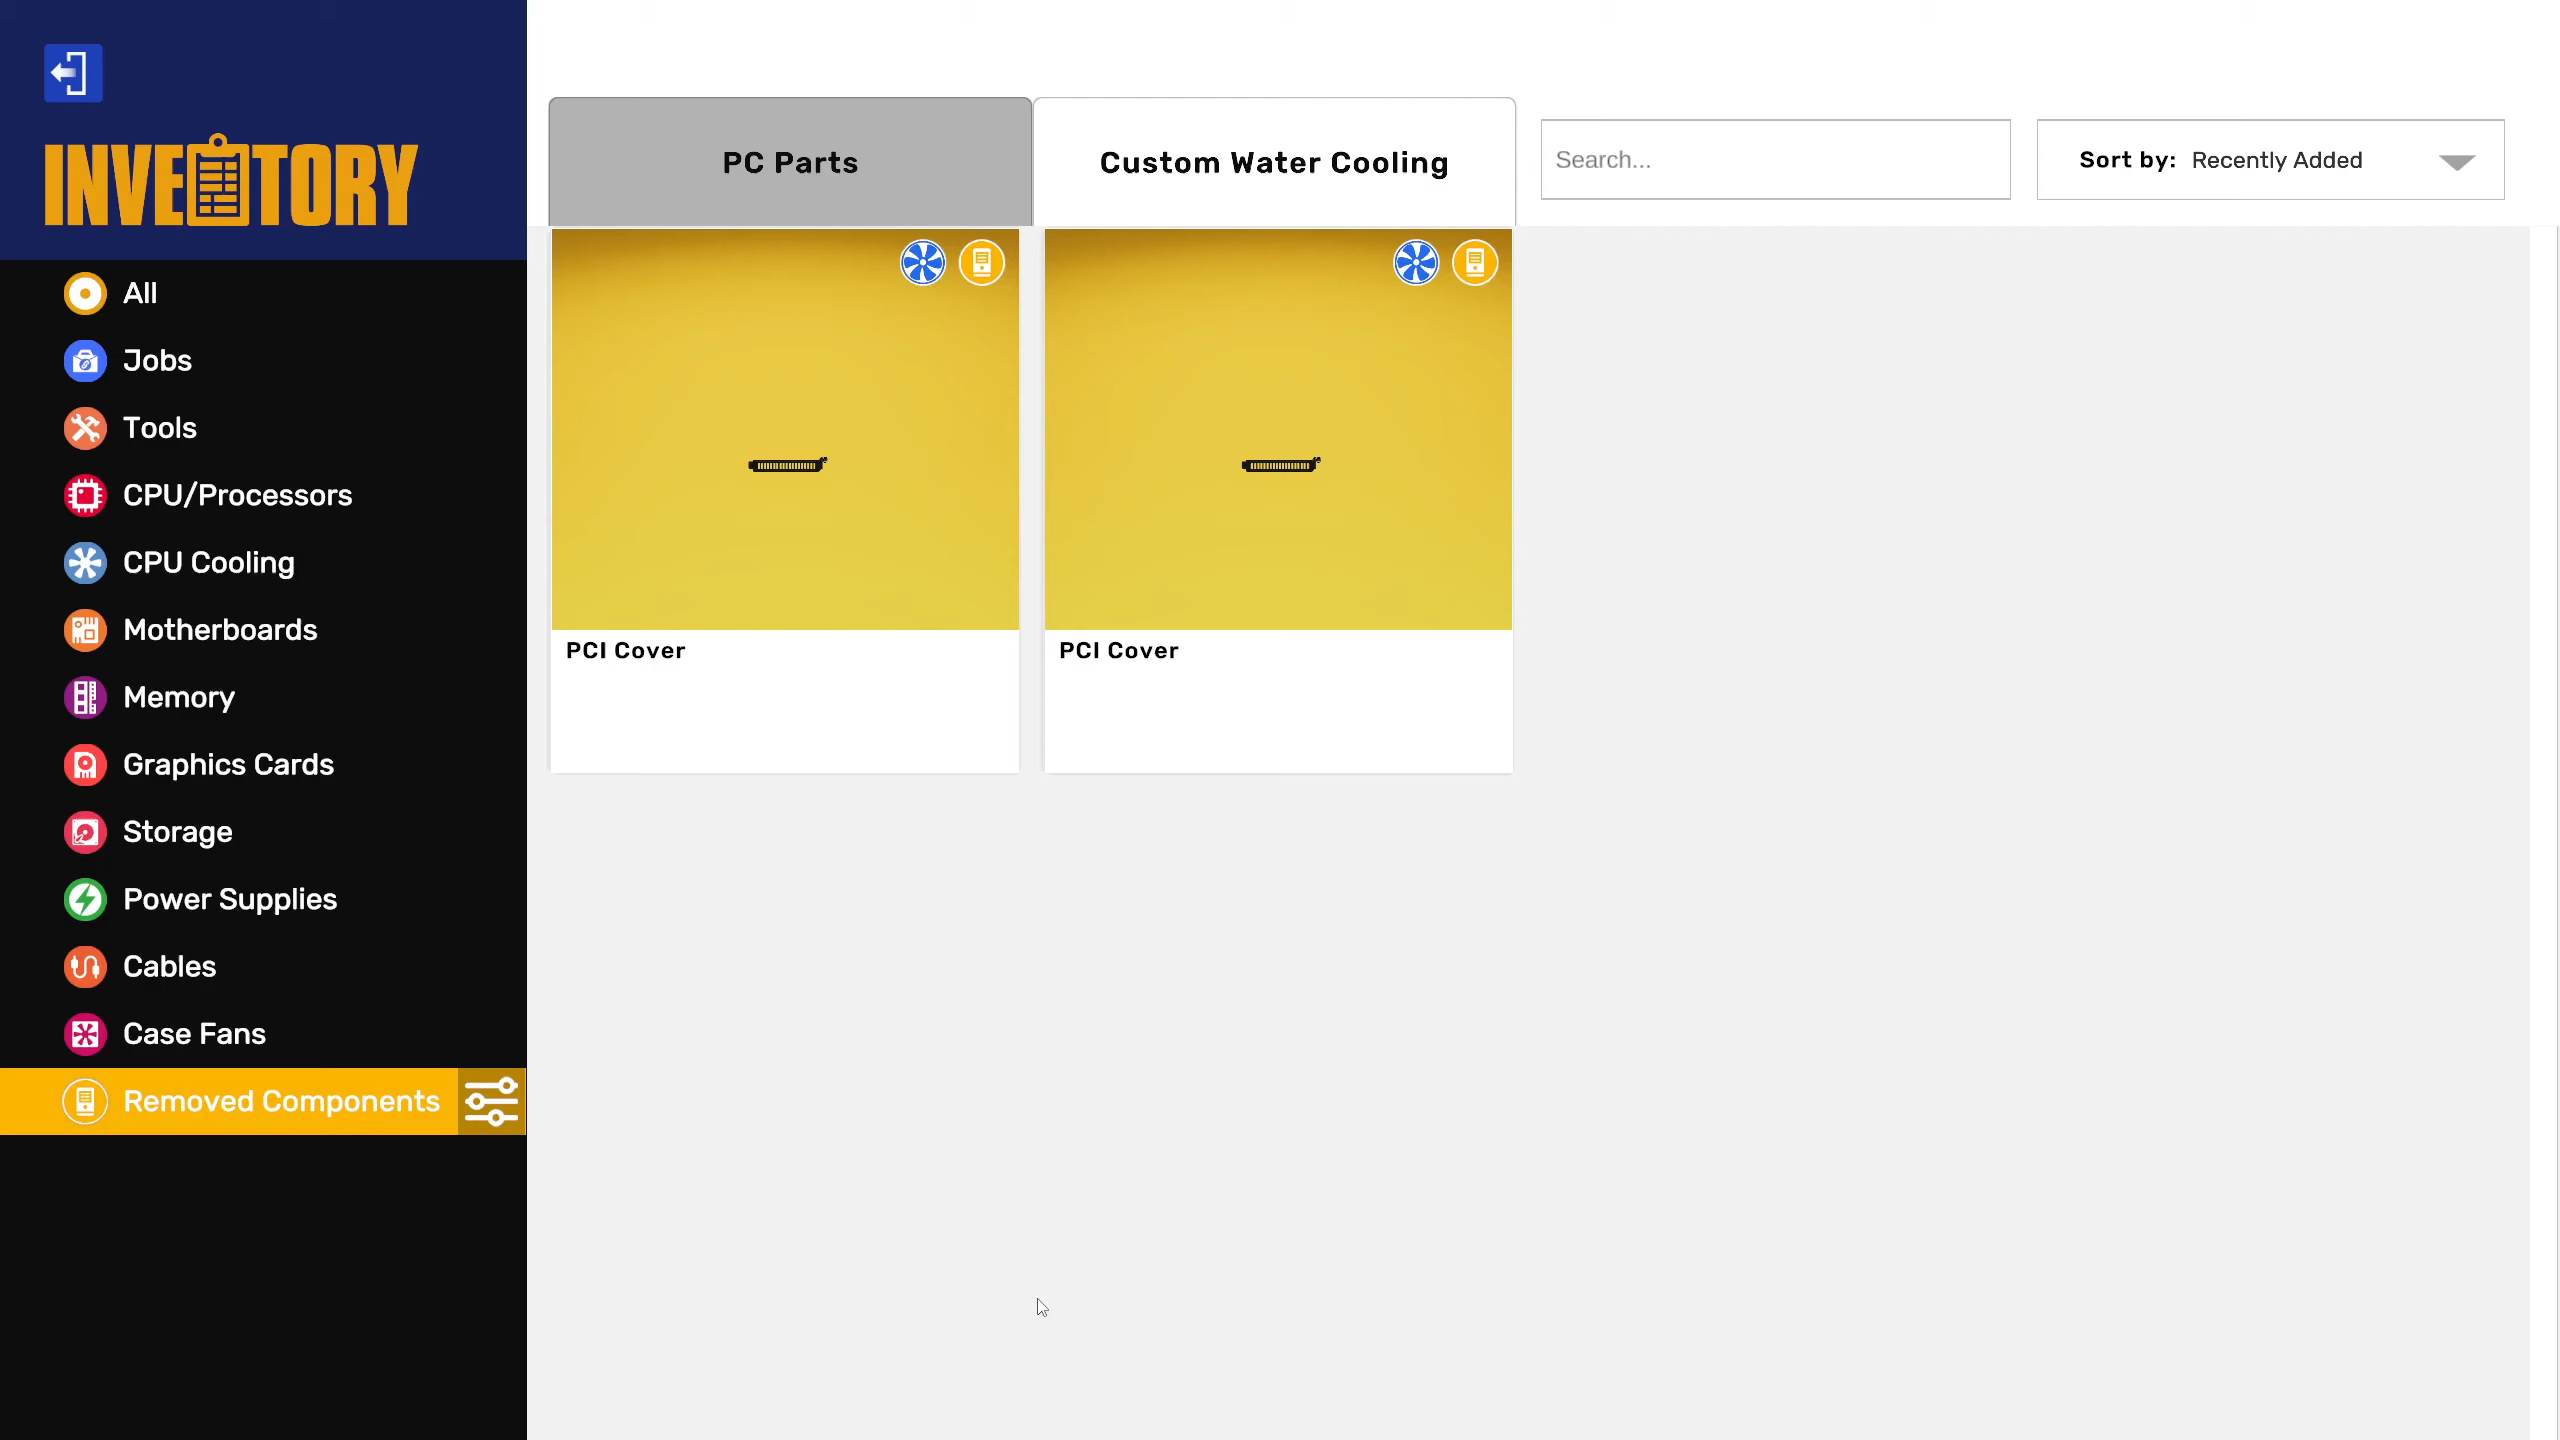 INVENTORY
All
Jobs
Tools
CPU/Processors
CPU Cooling
Motherboards
Memory
Graphics Cards
Storage
Power Supplies
Cables
Case Fans
Removed Components
PC Parts
Custom Water Cooling
Search...
Sort by: Recently Added
PCI Cover
PCI Cover